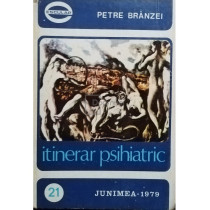 PETRE BRÂNZEI
itinerar psihiatric
21
JUNIMEA-1979